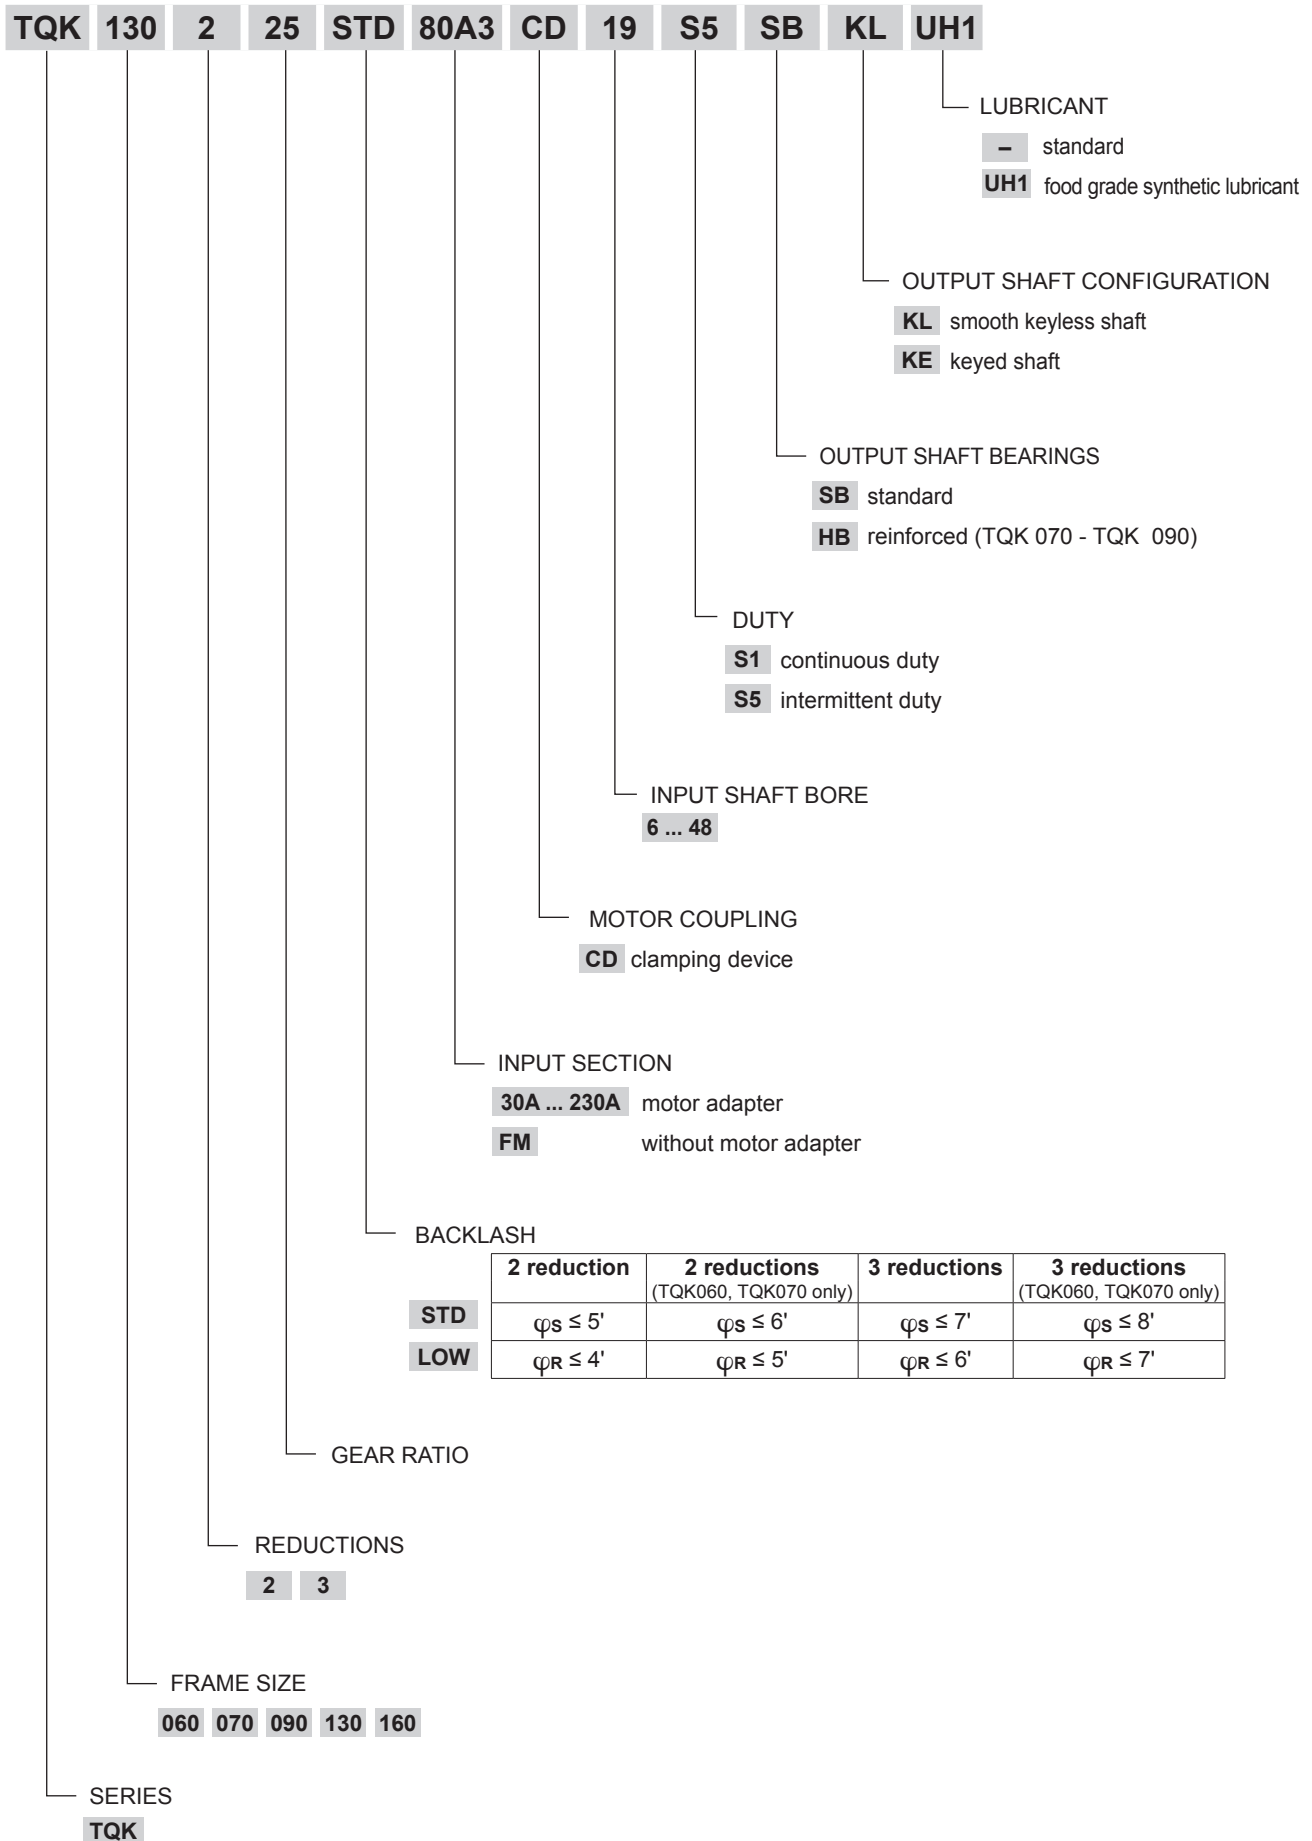 TQK 130 2 25 STD 80A3 CD 19 S5 SB KL UH1
LUBRICANT
– standard
UH1 food grade synthetic lubricant
OUTPUT SHAFT CONFIGURATION
KL smooth keyless shaft
KE keyed shaft
OUTPUT SHAFT BEARINGS
SB standard
HB reinforced (TQK 070 - TQK 090)
DUTY
S1 continuous duty
S5 intermittent duty
INPUT SHAFT BORE
6 ... 48
MOTOR COUPLING
CD clamping device
INPUT SECTION
30A ... 230A motor adapter
FM without motor adapter
BACKLASH
2 reduction 2 reductions 3 reductions 3 reductions
(TQK060, TQK070 only) (TQK060, TQK070 only)
STD φS ≤ 5' φS ≤ 6' φS ≤ 7' φS ≤ 8'
LOW φR ≤ 4' φR ≤ 5' φR ≤ 6' φR ≤ 7'
GEAR RATIO
REDUCTIONS
2 3
FRAME SIZE
060 070 090 130 160
SERIES
TQK